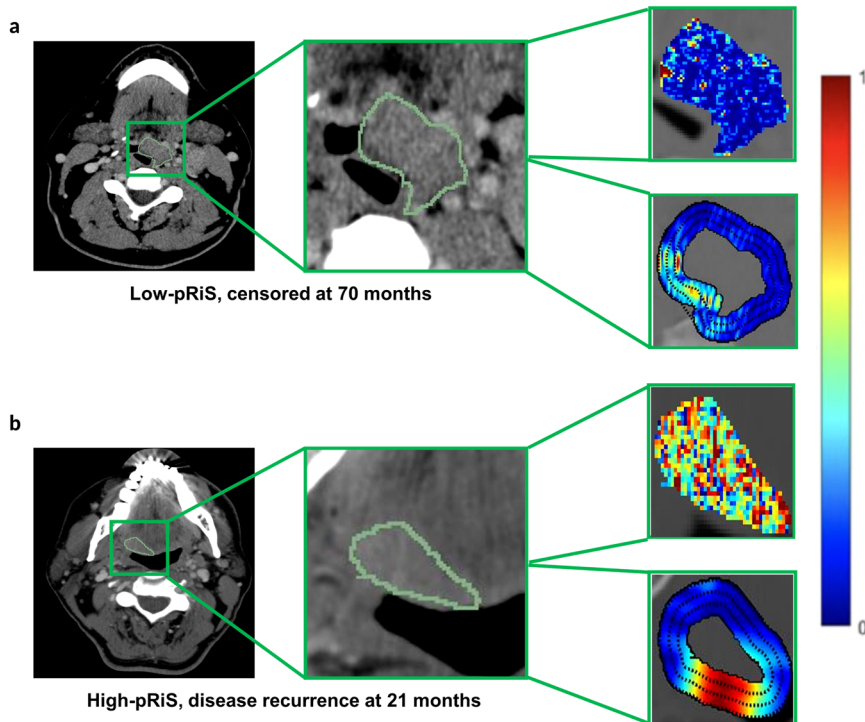 a
1
Low-pRiS, censored at 70 months
b
0
High-pRiS, disease recurrence at 21 months